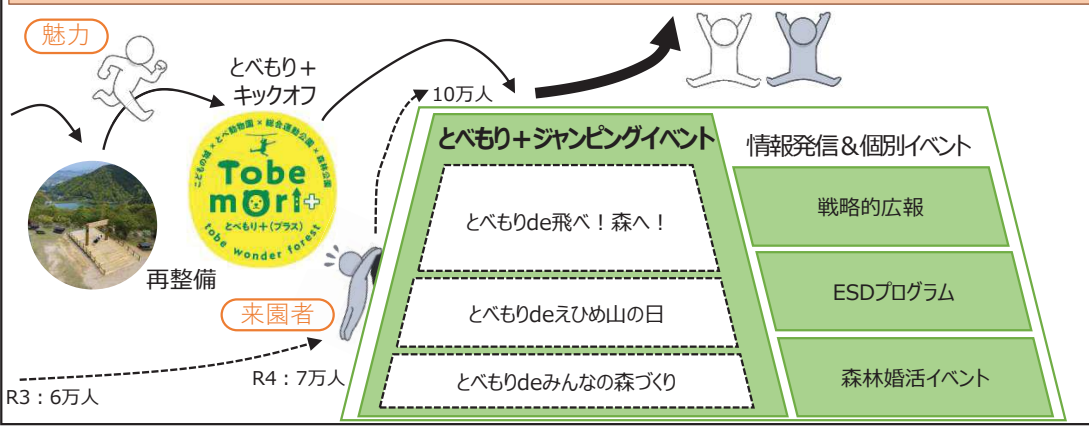 魅力
とべもり＋
キックオフ
こどもの城×とべ動物園×総合運動公園×森林公園
Tobe
mori+
とべもり＋(プラス)
tobe wonder forest
再整備
来園者
R3：6万人
R4：7万人
10万人
とべもり＋ジャンピングイベント
とべもりde飛べ！森へ！
とべもりdeえひめ山の日
とべもりdeみんなの森づくり
情報発信＆個別イベント
戦略的広報
ESDプログラム
森林婚活イベント